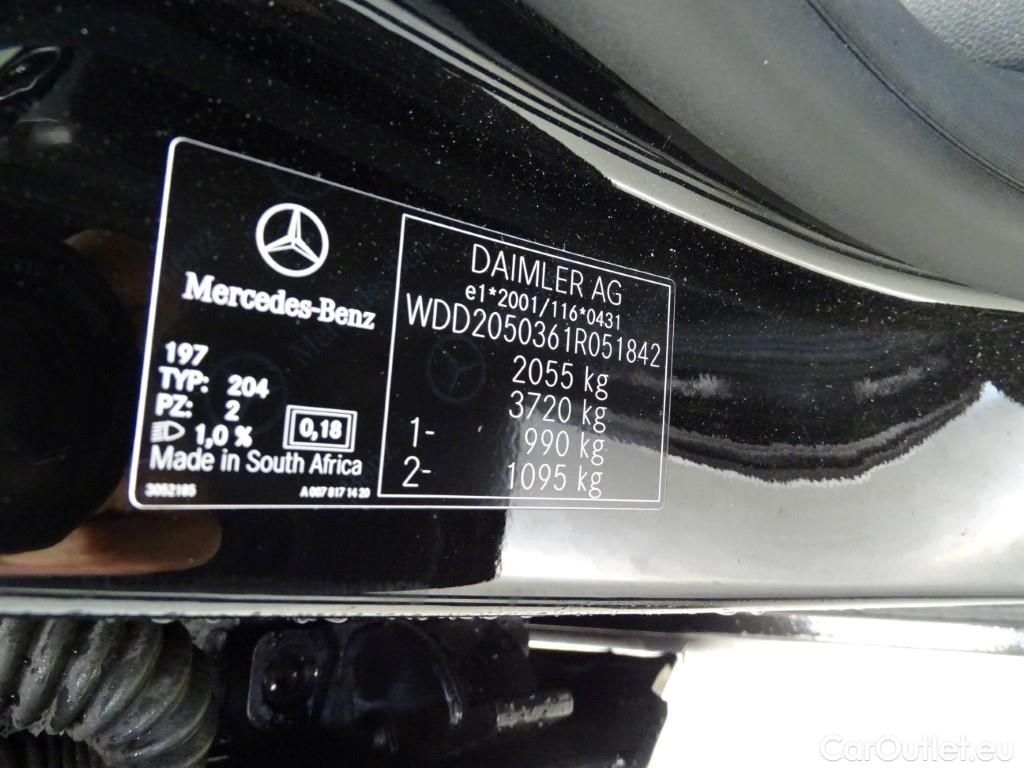 Mercedes-Benz
197
TYP: 204
PZ: 2
1,0 %
0,18
Made in South Africa
3052185
A 007 817 14 20
DAIMLER AG
e1*2001/116*0431
WDD2050361R051842
2055 kg
3720 kg
1- 990 kg
2- 1095 kg
CarOutlet.eu